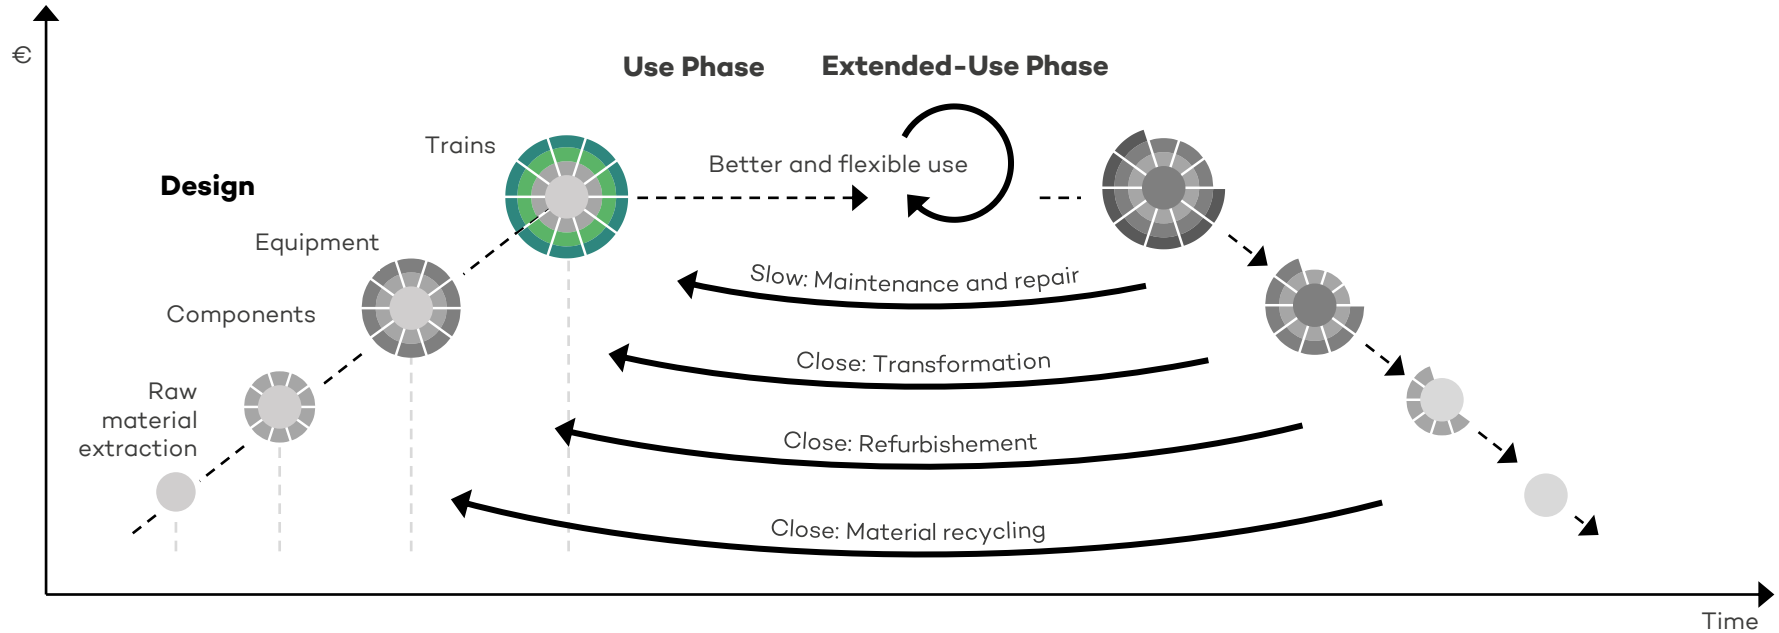 €
Use Phase
Extended-Use Phase
Trains
Better and flexible use
Design
Equipment
Components
Raw
material
extraction
Slow: Maintenance and repair
Close: Transformation
Close: Refurbishement
Close: Material recycling
Time